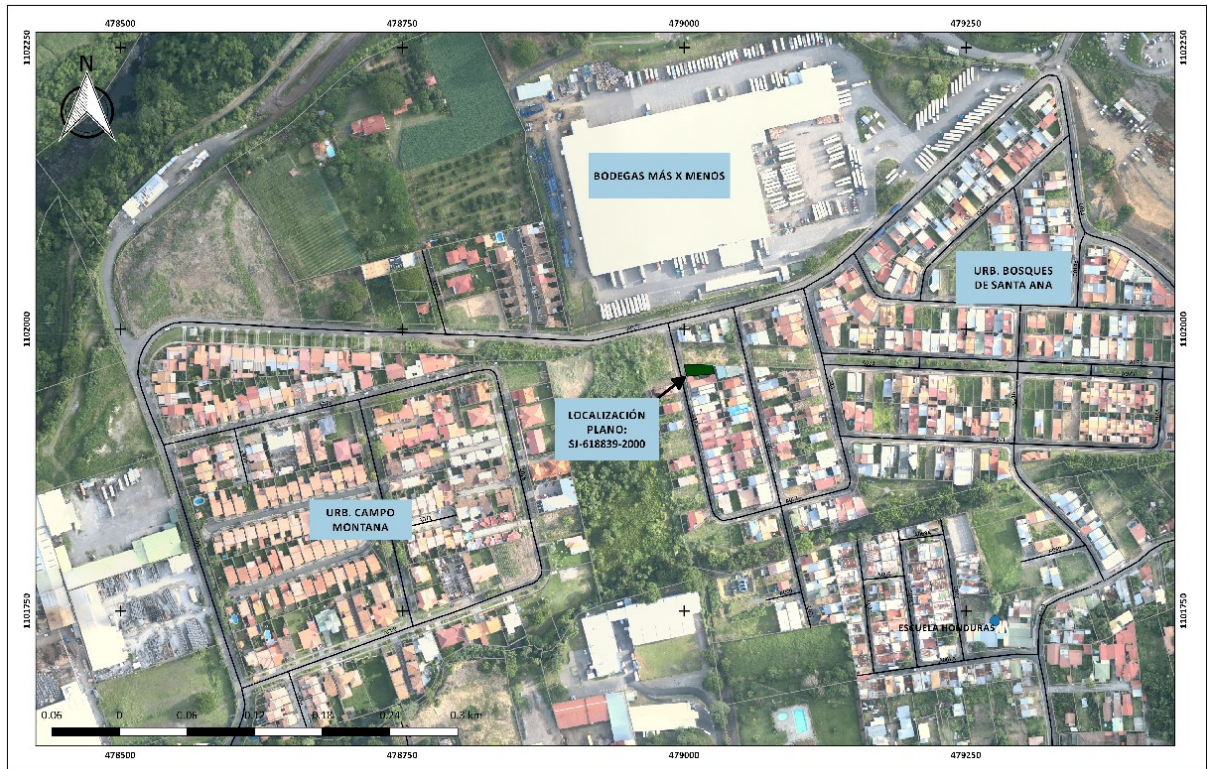 478500 478750 479000 479250
1102250
1102250
N
BODEGAS MÁS X MENOS
URB. BOSQUES
DE SANTA ANA
1102000
1102000
LOCALIZACIÓN
PLANO:
SJ-618839-2000
URB. CAMPO
MONTANA
1101750
1101750
ESCUELA HONDURAS
0.06 0 0.06 0.12 0.18 0.24 0.3 km
478500 478750 479000 479250